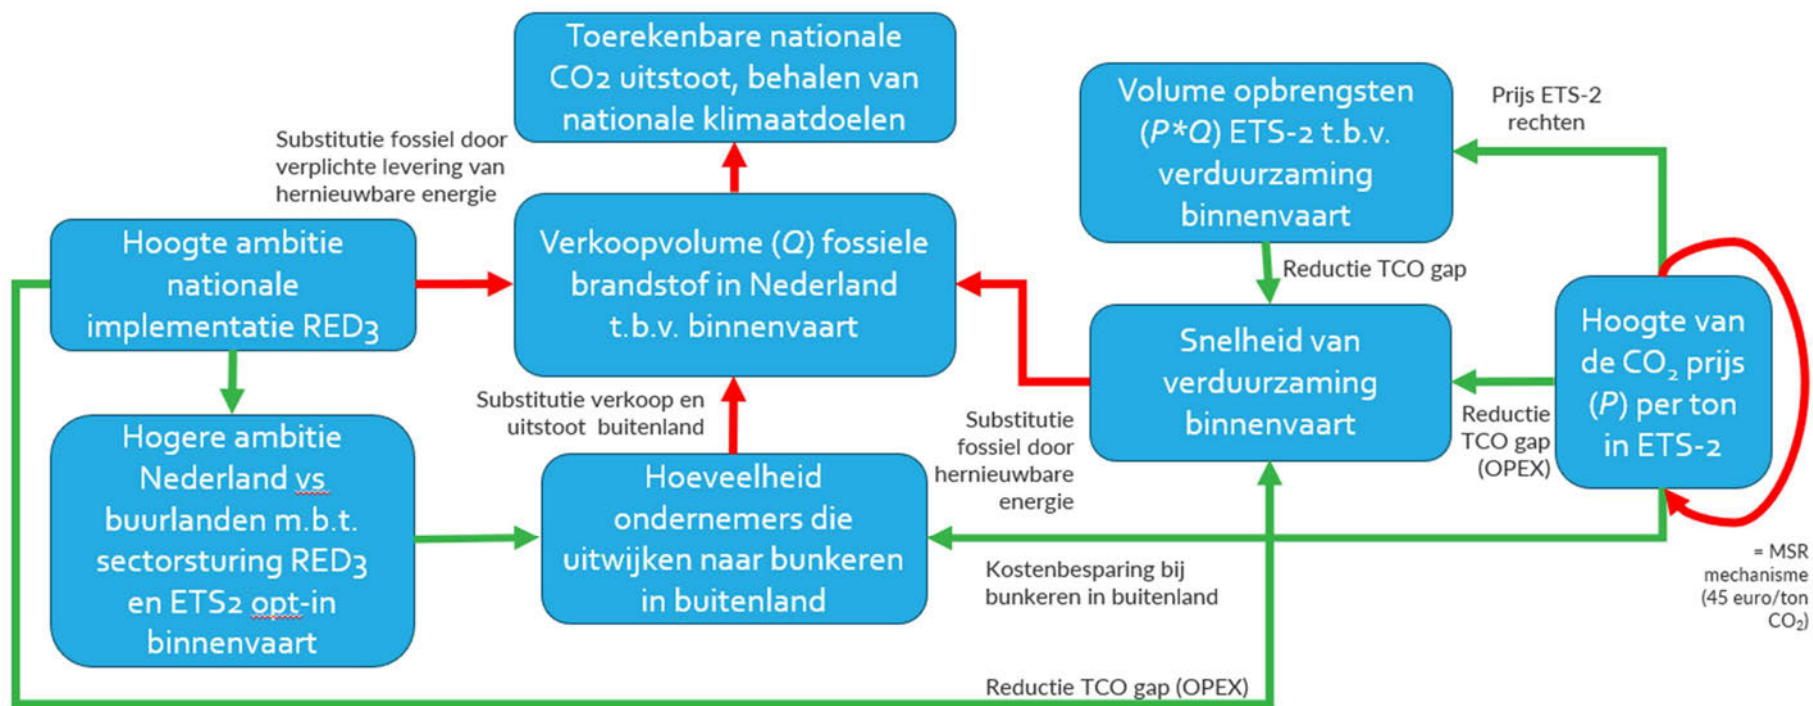 Toerekenbare nationale
CO2 uitstoot, behalen van
nationale klimaatdoelen
Volume opbrengsten
(P*Q) ETS-2 t.b.v.
verduurzaming
binnenvaart
Prijs ETS-2
rechten
Substitutie fossiel door
verplichte levering van
hernieuwbare energie
Hoogte ambitie
nationale
implementatie RED3
Verkoopvolume (Q) fossiele
brandstof in Nederland
t.b.v. binnenvaart
Reductie TCO gap
Snelheid van
verduurzaming
binnenvaart
Hoogte van
de CO₂ prijs
(P) per ton
in ETS-2
Substitutie verkoop en
uitstoot buitenland
Substitutie
fossiel door
hernieuwbare
energie
Reductie
TCO gap
(OPEX)
Hogere ambitie
Nederland vs
buurlanden m.b.t.
sectorsturing RED3
en ETS2 opt-in
binnenvaart
Hoeveelheid
ondernemers die
uitwijken naar bunkeren
in buitenland
Kostenbesparing bij
bunkeren in buitenland
= MSR
mechanisme
(45 euro/ton
CO₂)
Reductie TCO gap (OPEX)